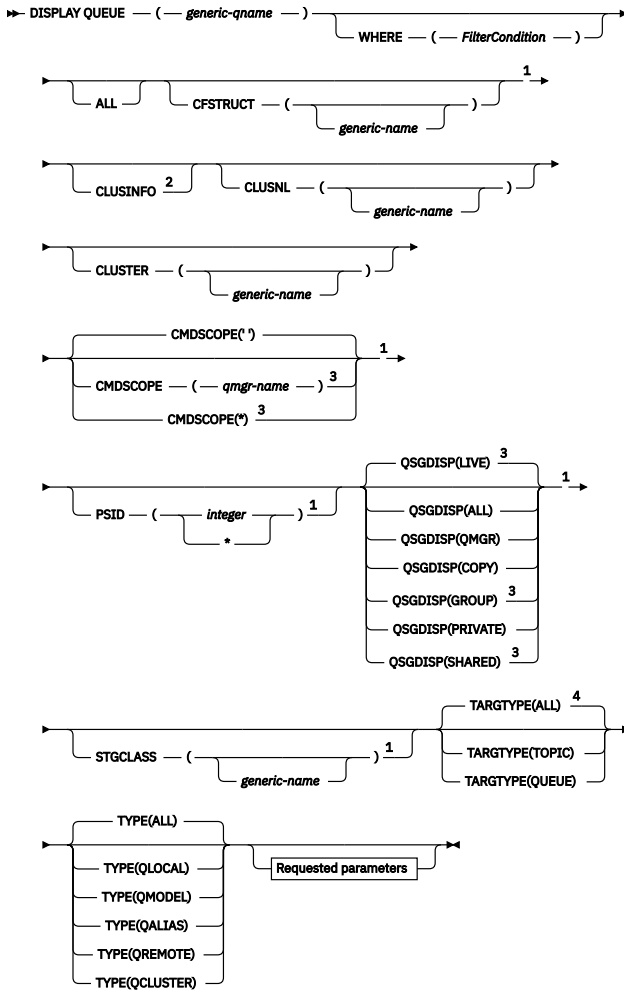 DISPLAY QUEUE ( generic-qname )
WHERE ( FilterCondition )
ALL
CFSTRUCT ( generic-name ) 1
CLUSINFO 2
CLUSNL ( generic-name )
CLUSTER ( generic-name )
CMDSCOPE(' ')
CMDSCOPE ( qmgr-name ) 3
CMDSCOPE(*) 3
1
PSID ( integer ) 1
*
QSGDISP(LIVE) 3
QSGDISP(ALL)
QSGDISP(QMGR)
QSGDISP(COPY)
QSGDISP(GROUP) 3
QSGDISP(PRIVATE)
QSGDISP(SHARED) 3
1
STGCLASS ( generic-name ) 1
TARGTYPE(ALL) 4
TARGTYPE(TOPIC)
TARGTYPE(QUEUE)
TYPE(ALL)
TYPE(QLOCAL)
TYPE(QMODEL)
TYPE(QALIAS)
TYPE(QREMOTE)
TYPE(QCLUSTER)
Requested parameters